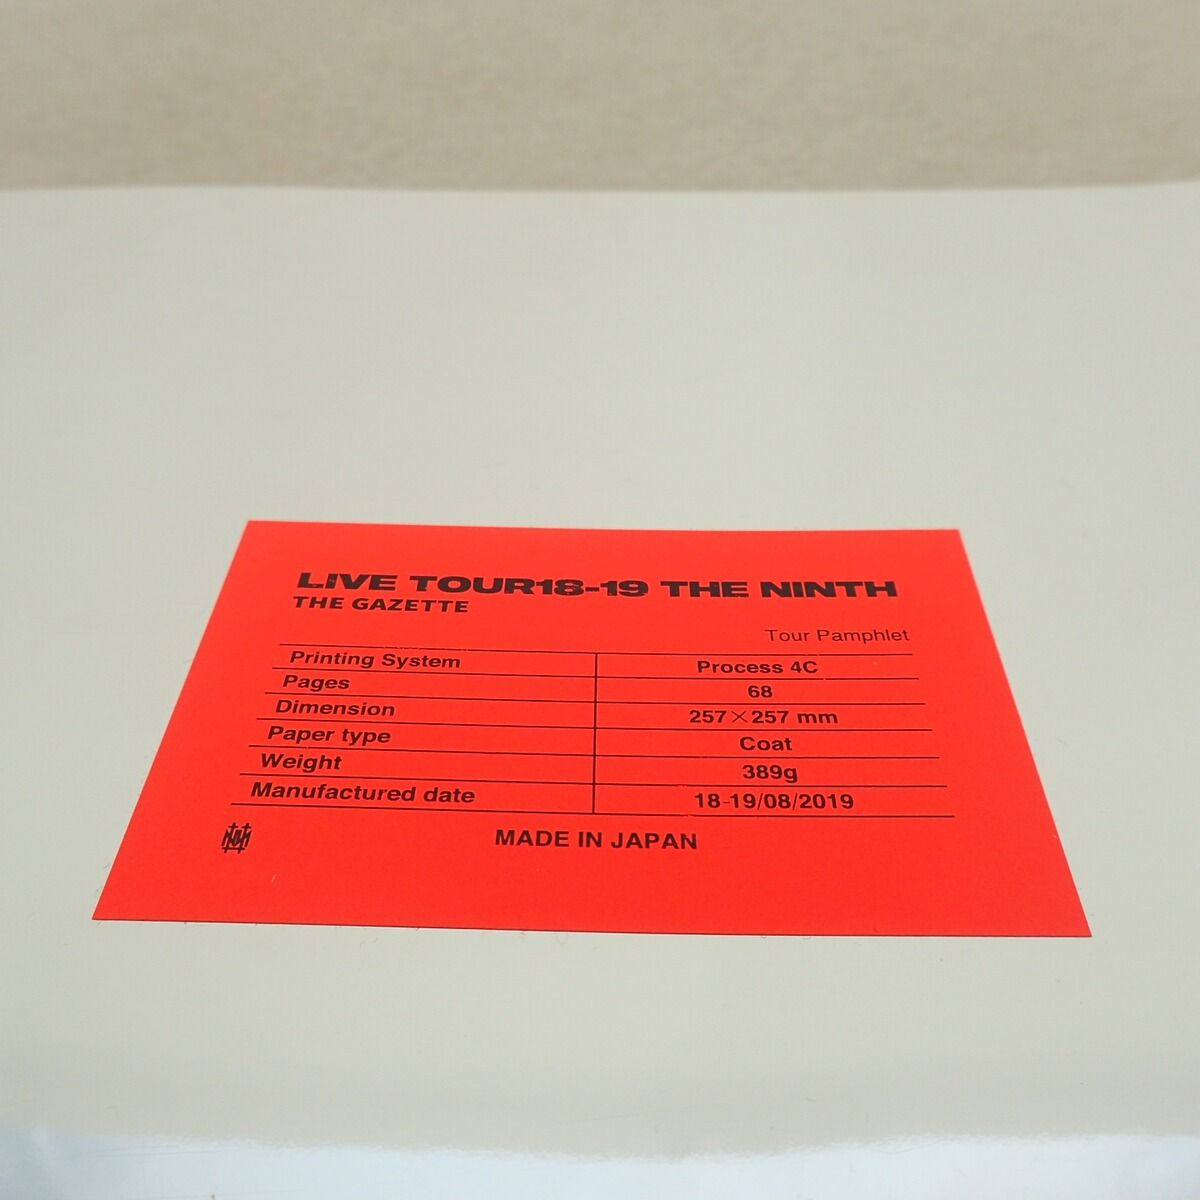 LIVE TOUR18-19 THE NINTH
THE GAZETTE
Tour Pamphlet
Printing System Process 4C
Pages 68
Dimension 257×257 mm
Paper type Coat
Weight 389g
Manufactured date 18-19/08/2019
MADE IN JAPAN